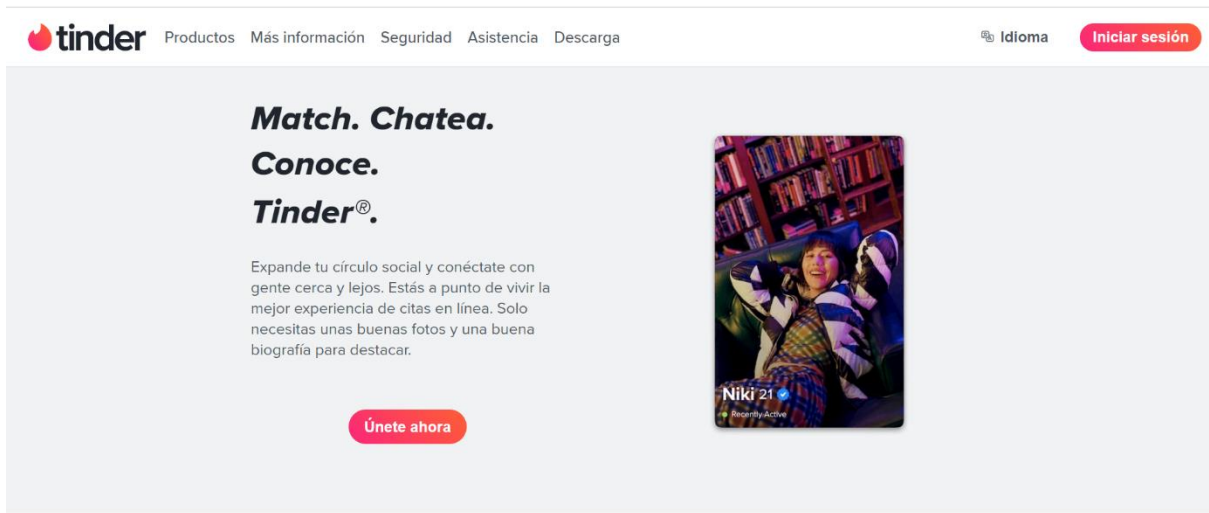 tinder Productos Más información Seguridad Asistencia Descarga Idioma Iniciar sesión
Match. Chatea.
Conoce.
Tinder®.
Expande tu círculo social y conéctate con
gente cerca y lejos. Estás a punto de vivir la
mejor experiencia de citas en línea. Solo
necesitas unas buenas fotos y una buena
biografía para destacar.
Únete ahora
Niki 21
Recently Active